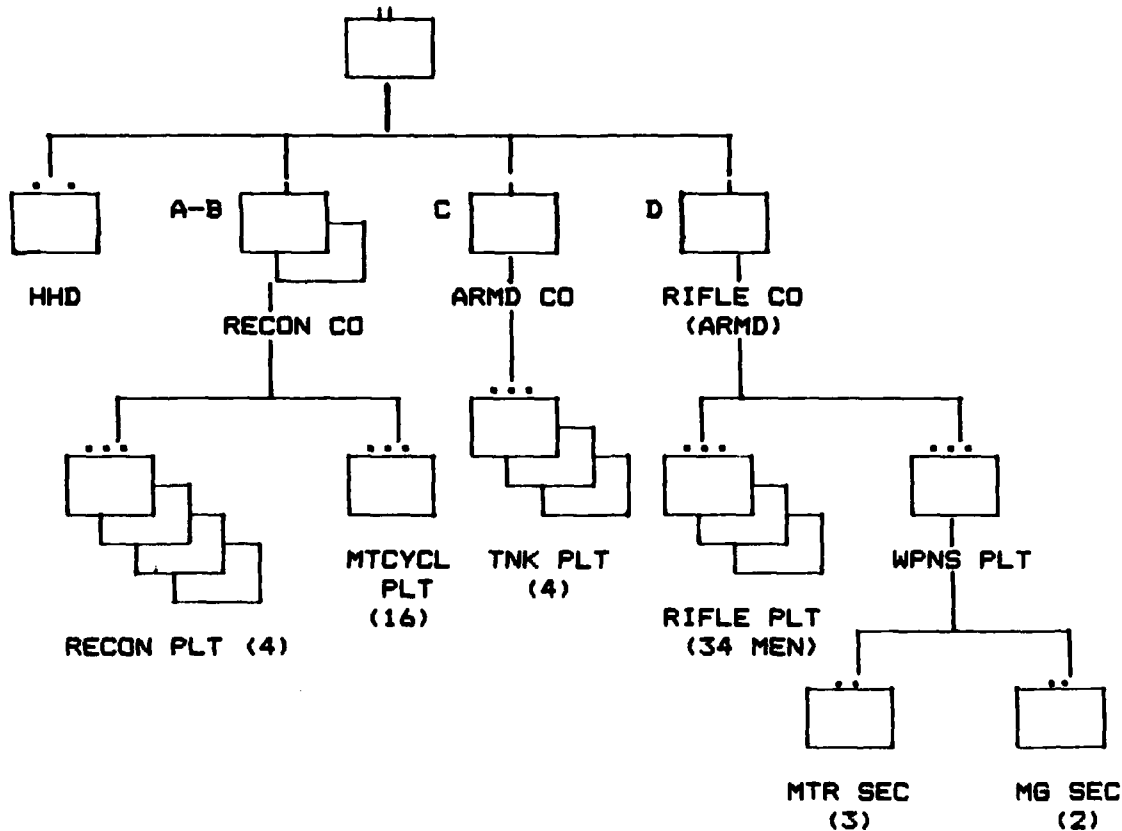 A-B
C
D
HHD
RECON CO
ARMD CO
RIFLE CO
(ARMD)
RECON PLT (4)
MTCYCL
PLT
(16)
TNK PLT
(4)
RIFLE PLT
(34 MEN)
WPNS PLT
MTR SEC
(3)
MG SEC
(2)